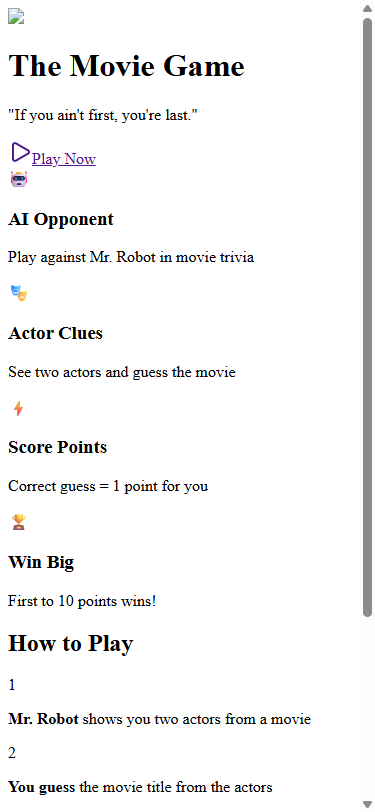 The Movie Game
"If you ain't first, you're last."
Play Now
AI Opponent
Play against Mr. Robot in movie trivia
Actor Clues
See two actors and guess the movie
Score Points
Correct guess = 1 point for you
Win Big
First to 10 points wins!
How to Play
1
Mr. Robot shows you two actors from a movie
2
You guess the movie title from the actors